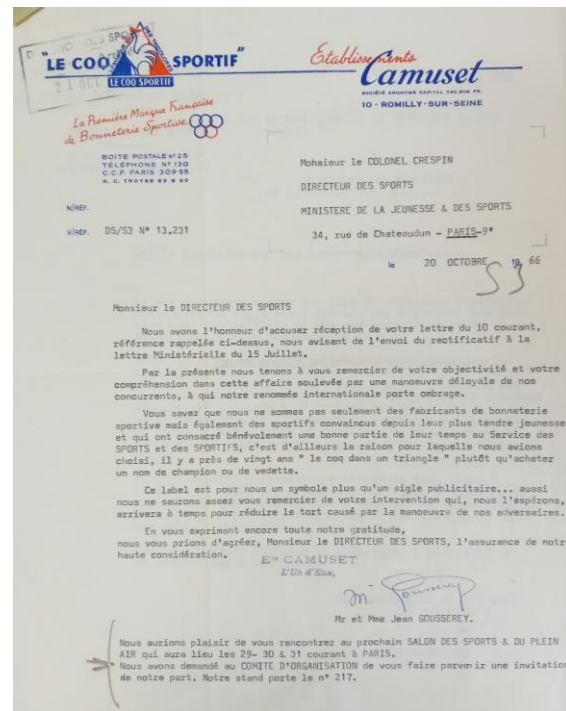 "LE COQ SPORTIF"
LE COQ SPORTIF
21 OCT.
La Première Marque Française
de Bonneterie Sportive
Établissements
Camuset
SOCIÉTÉ ANONYME CAPITAL
10 - ROMILLY-SUR-SEINE
BOITE POSTALE N° 25
TÉLÉPHONE N° 130
C.C.P. PARIS 309-55
R. C. TROYES
N/RÉF.
V/RÉF. DS/S3 N° 13.231
Monsieur le COLONEL CRESPIN
DIRECTEUR DES SPORTS
MINISTERE DE LA JEUNESSE & DES SPORTS
34, rue de Chateaudun - PARIS-9°
le 20 OCTOBRE 19 66
S3
Monsieur le DIRECTEUR DES SPORTS
Nous avons l'honneur d'accuser réception de votre lettre du 10 courant,
référence rappelée ci-dessus, nous avisant de l'envoi du rectificatif à la
lettre Ministérielle du 15 Juillet.
Par la présente nous tenons à vous remercier de votre objectivité et votre
compréhension dans cette affaire soulevée par une manoeuvre déloyale de nos
concurrents, à qui notre renommée internationale porte ombrage.
Vous savez que nous ne sommes pas seulement des fabricants de bonneterie
sportive mais également des sportifs convaincus depuis leur plus tendre jeunesse
et qui ont consacré bénévolement une bonne partie de leur temps au Service des
SPORTS et des SPORTIFS, c'est d'ailleurs la raison pour laquelle nous avions
choisi, il y a près de vingt ans " le coq dans un triangle " plutôt qu'acheter
un nom de champion ou de vedette.
Ce label est pour nous un symbole plus qu'un sigle publicitaire... aussi
nous ne saurons assez vous remercier de votre intervention qui, nous l'espérons,
arrivera à temps pour réduire le tort causé par la manoeuvre de nos adversaires.
En vous exprimant encore toute notre gratitude,
nous vous prions d'agréer, Monsieur le DIRECTEUR DES SPORTS, l'assurance de notr
haute considération.
Ets CAMUSET
L'Un d'Eux,
M Gousserey
Mr et Mme Jean GOUSSEREY.
Nous aurions plaisir de vous rencontrer au prochain SALON DES SPORTS & DU PLEIN
AIR qui aura lieu les 29- 30 & 31 courant à PARIS.
Nous avons demandé au COMITE D'ORGANISATION de vous faire parvenir une invitation
de notre part. Notre stand porte le n° 217.